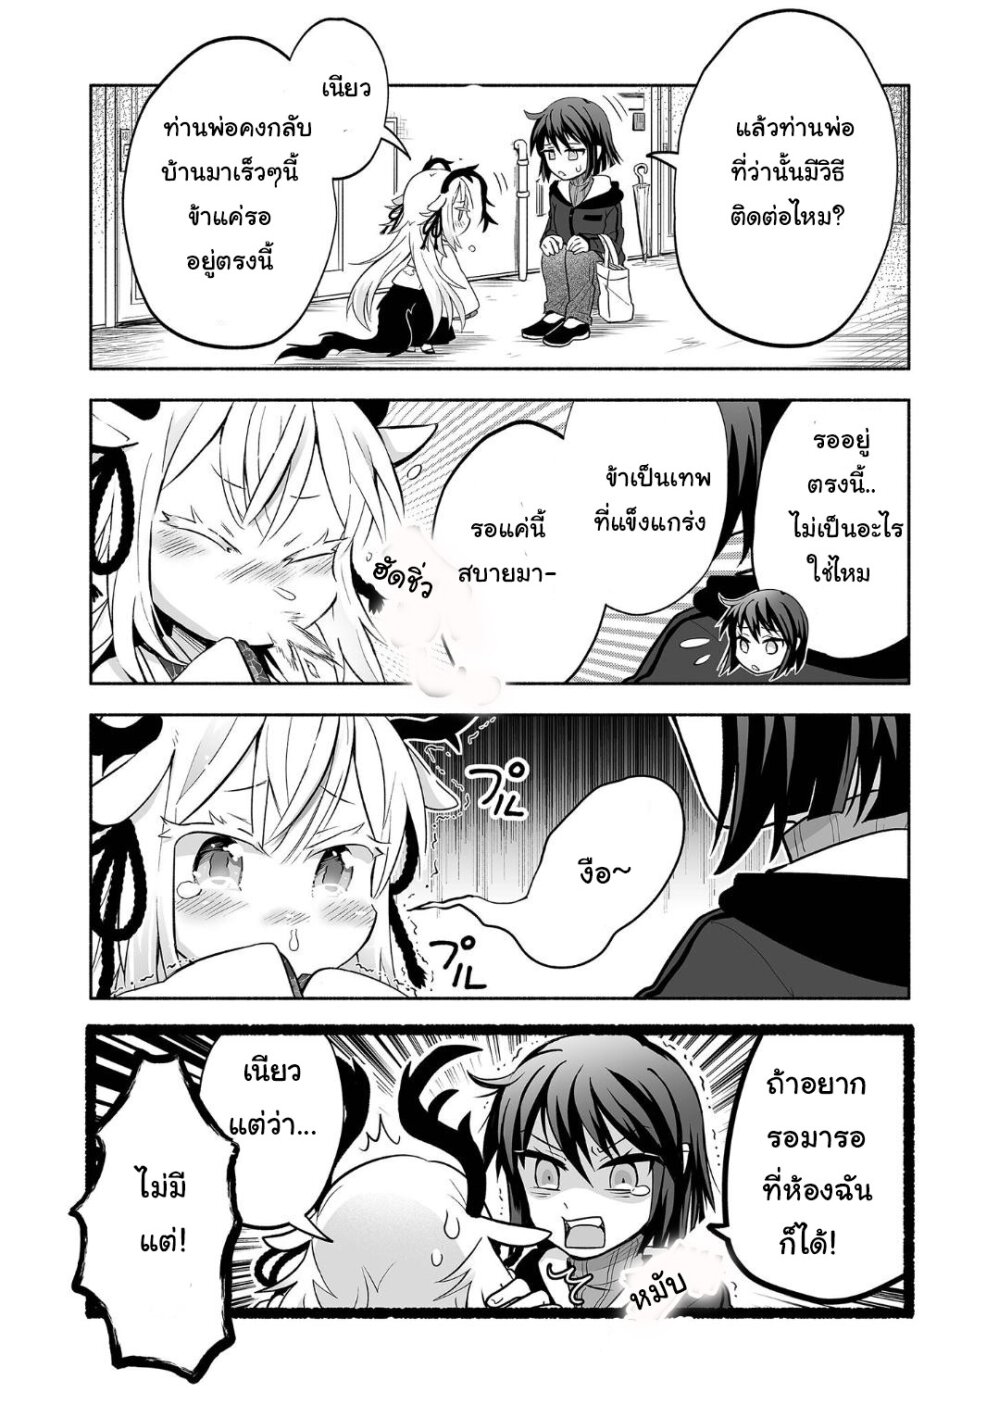 แล้วท่านพ่อ
ที่ว่านั้นมีวิธี
ติดต่อไหม?
เนียว
ท่านพ่อคงกลับ
บ้านมาเร็วๆนี้
ข้าแค่รอ
อยู่ตรงนี้
รออยู่
ตรงนี้..
ไม่เป็นอะไร
ใช้ไหม
ข้าเป็นเทพ
ที่แข็งแกร่ง
รอแค่นี้
สบายมา-
ฮัดชิ่ว
プル
งือ~
プル
ถ้าอยาก
รอมารอ
ที่ห้องฉัน
ก็ได้!
หมับ
เนียว
แต่ว่า...
ไม่มี
แต่!